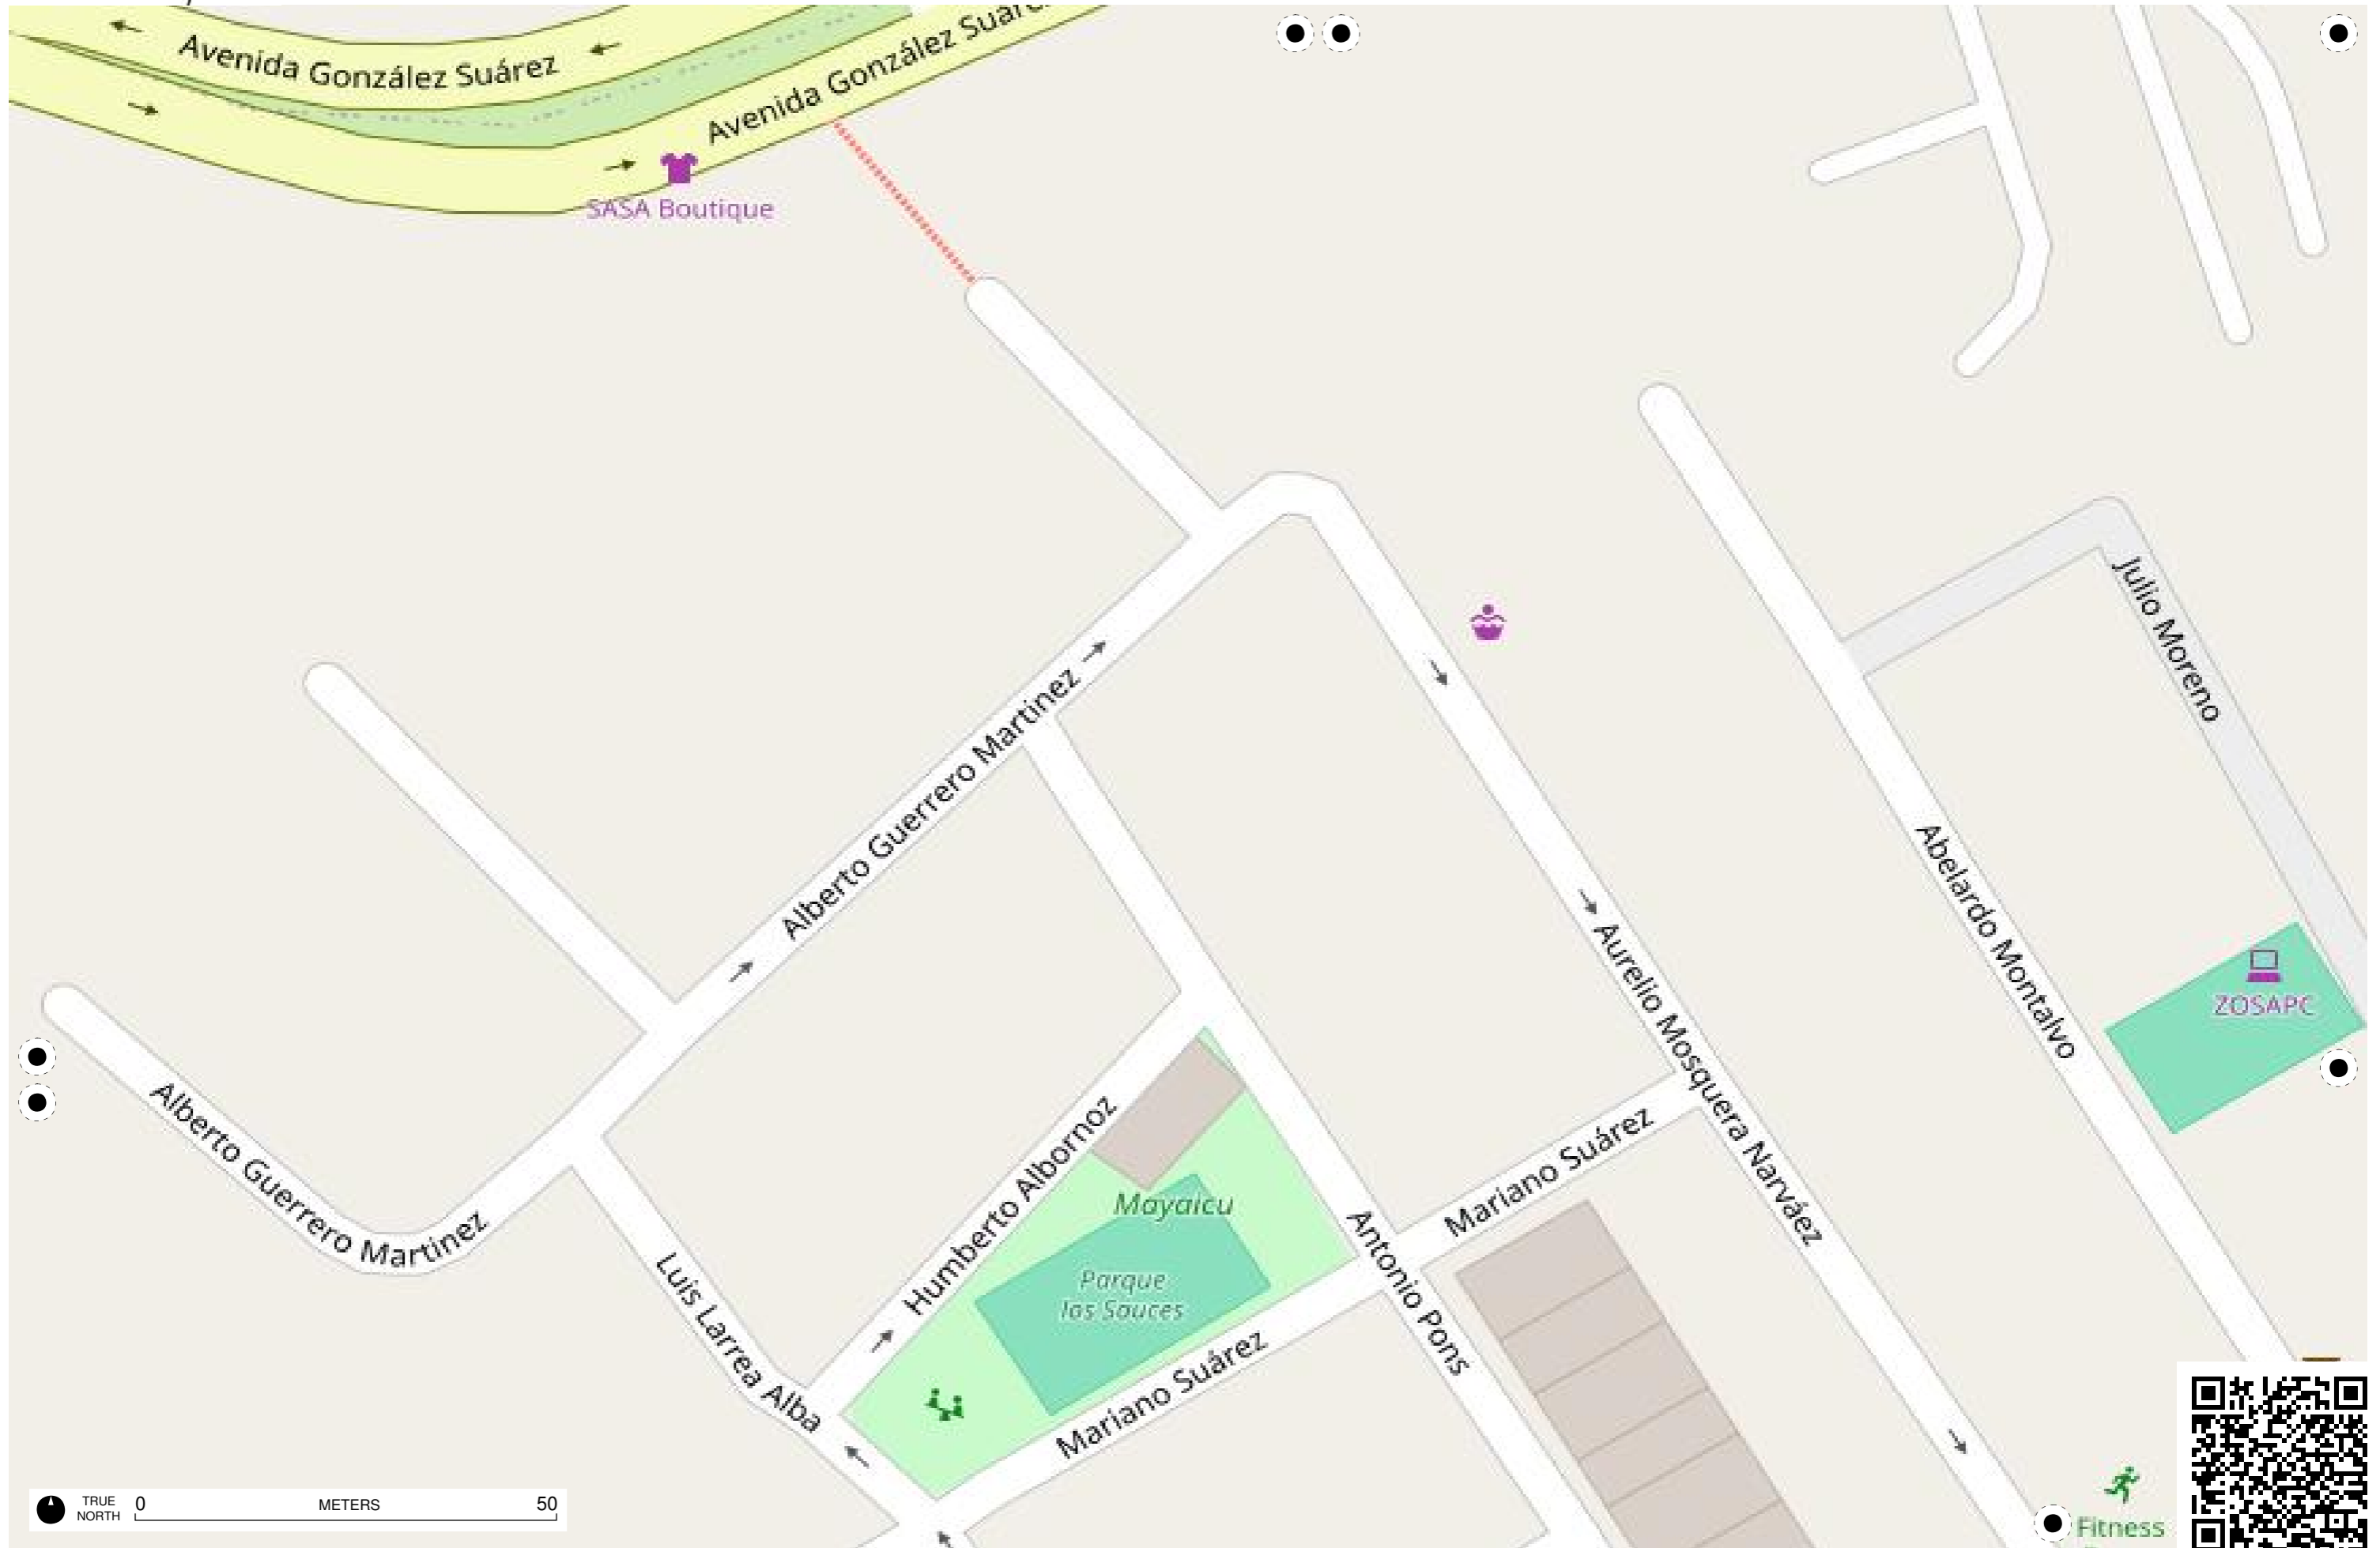 Avenida González Suárez
Avenida González Suárez
SASA Boutique
Julio Moreno
Alberto Guerrero Martínez
Abelardo Montalvo
Aurelio Mosquera Narváez
ZOSAPC
Alberto Guerrero Martínez
Humberto Albornoz
Mayaicu
Mariano Suárez
Parque
los Sauces
Antonio Pons
Luis Larrea Alba
Mariano Suárez
TRUE
NORTH
0 METERS 50
Fitness